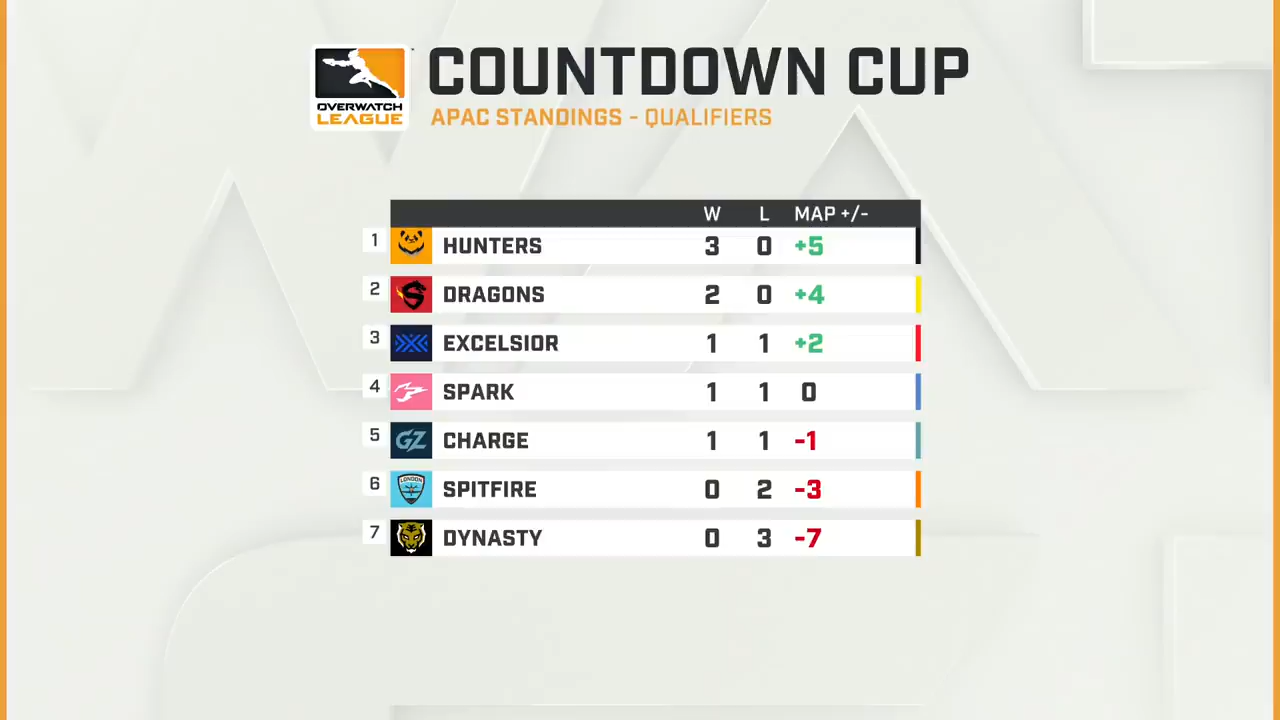 COUNTDOWN CUP
OVERWATCH
LEAGUE
APAC STANDINGS - QUALIFIERS
W L MAP +/-
1 HUNTERS 3 0 +5
2 DRAGONS 2 0 +4
3 EXCELSIOR 1 1 +2
4 SPARK 1 1 0
5 GZ CHARGE 1 1 -1
6 LONDON SPITFIRE 0 2 -3
7 DYNASTY 0 3 -7